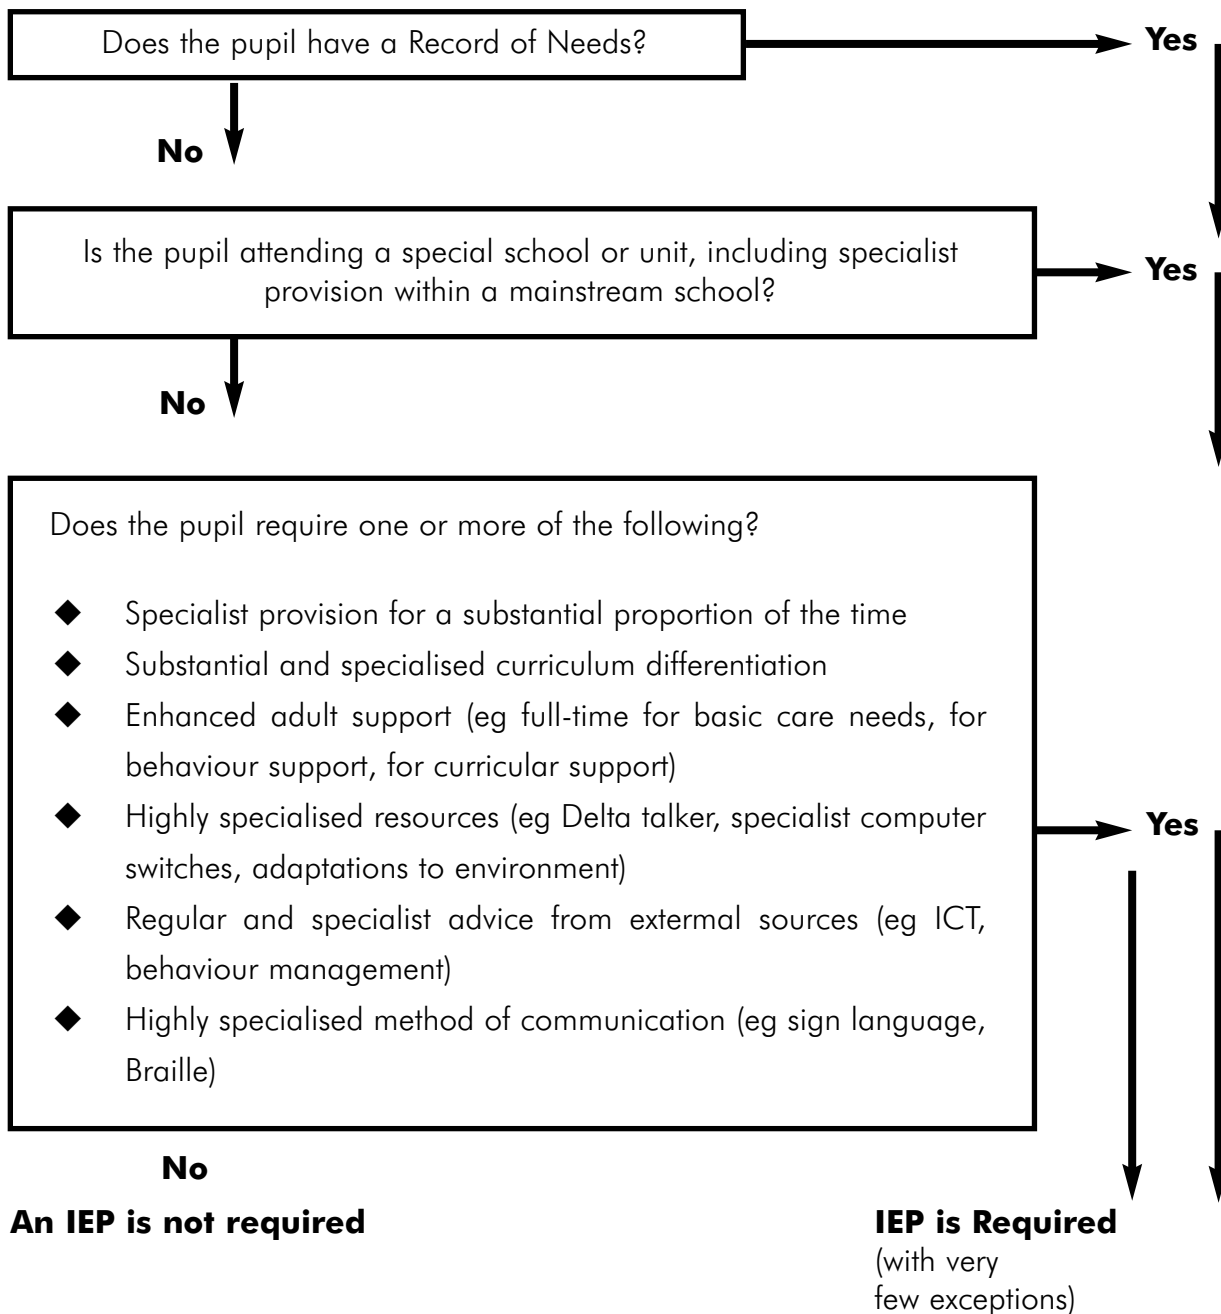 Does the pupil have a Record of Needs?
Yes
No
Is the pupil attending a special school or unit, including specialist
provision within a mainstream school?
Yes
No
Does the pupil require one or more of the following?
◆ Specialist provision for a substantial proportion of the time
◆ Substantial and specialised curriculum differentiation
◆ Enhanced adult support (eg full-time for basic care needs, for
behaviour support, for curricular support)
◆ Highly specialised resources (eg Delta talker, specialist computer
switches, adaptations to environment)
◆ Regular and specialist advice from extermal sources (eg ICT,
behaviour management)
◆ Highly specialised method of communication (eg sign language,
Braille)
Yes
No
An IEP is not required
IEP is Required
(with very
few exceptions)